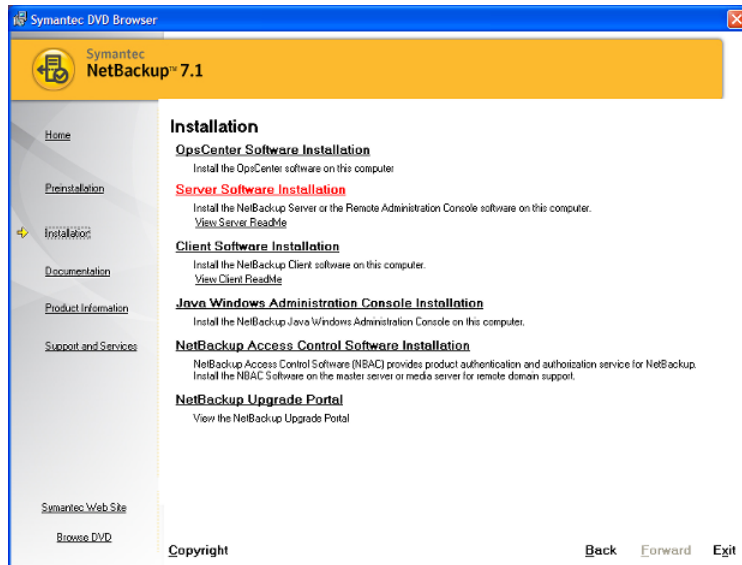 Symantec DVD Browser
Symantec
NetBackup™ 7.1
Home
Preinstallation
Installation
Documentation
Product Information
Support and Services
Symantec Web Site
Browse DVD
Installation
OpsCenter Software Installation
Install the OpsCenter software on this computer
Server Software Installation
Install the NetBackup Server or the Remote Administration Console software on this computer.
View Server ReadMe
Client Software Installation
Install the NetBackup Client software on this computer.
View Client ReadMe
Java Windows Administration Console Installation
Install the NetBackup Java Windows Administration Console on this computer.
NetBackup Access Control Software Installation
NetBackup Access Control Software (NBAC) provides product authentication and authorization service for NetBackup.
Install the NBAC Software on the master server or media server for remote domain support.
NetBackup Upgrade Portal
View the NetBackup Upgrade Portal
Copyright
Back Forward Exit